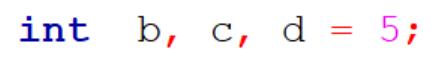 int b, c, d = 5;